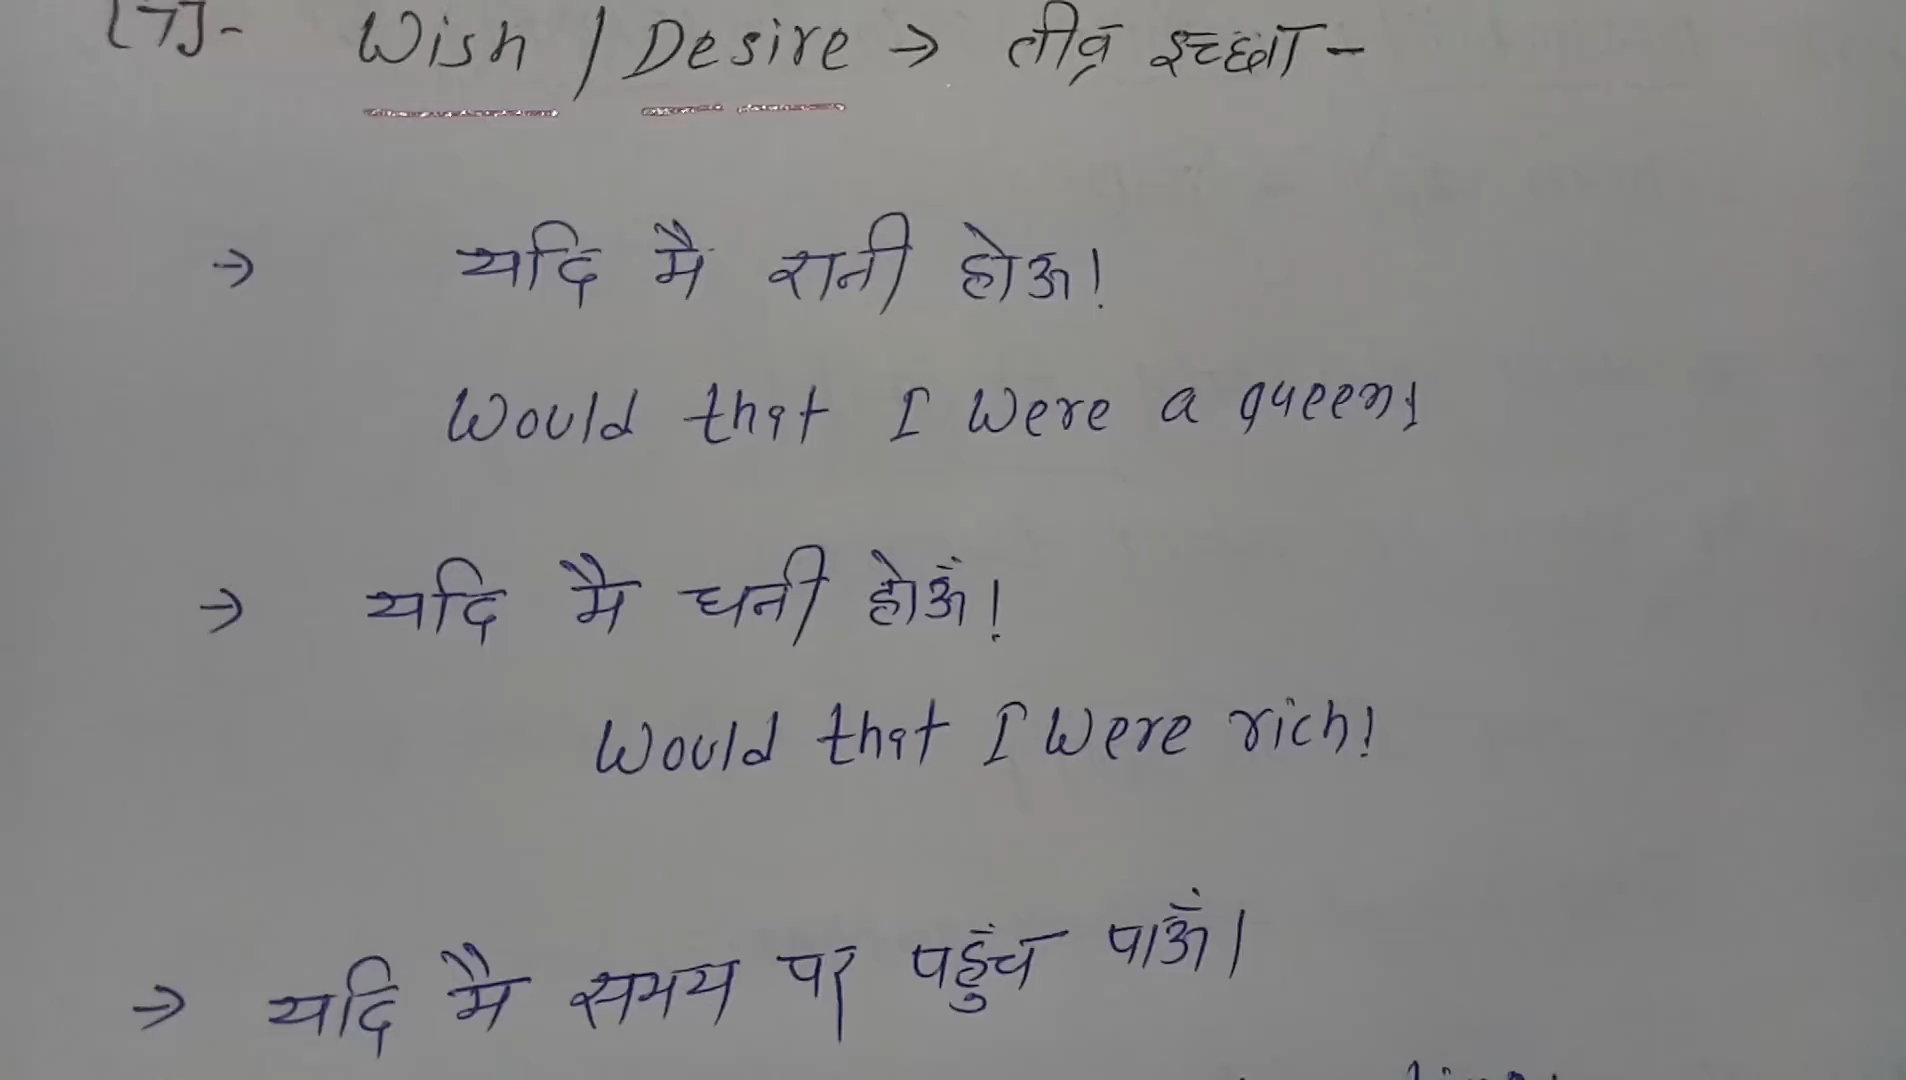 [7]- Wish / Desire → तीव्र इच्छा -
→ यदि मै रानी होऊ!
Would that I were a queen!
→ यदि मै धनी होऊँ!
Would that I were rich!
→ यदि मै समय पर पहुँच पाऊँ।